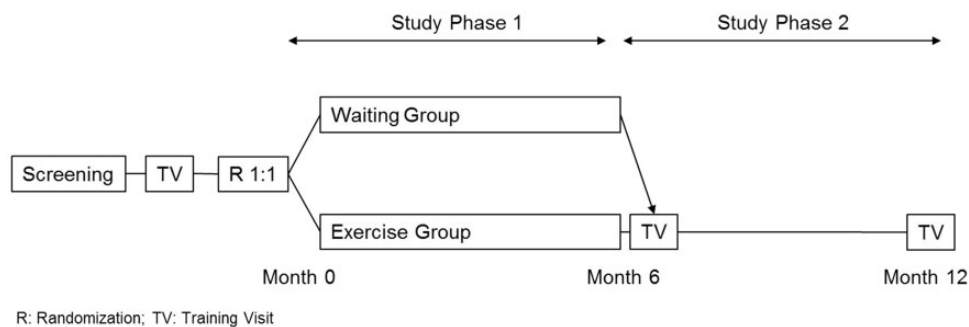 Study Phase 1
Study Phase 2
Waiting Group
Screening
TV
R 1:1
Exercise Group
TV
TV
Month 0
Month 6
Month 12
R: Randomization; TV: Training Visit